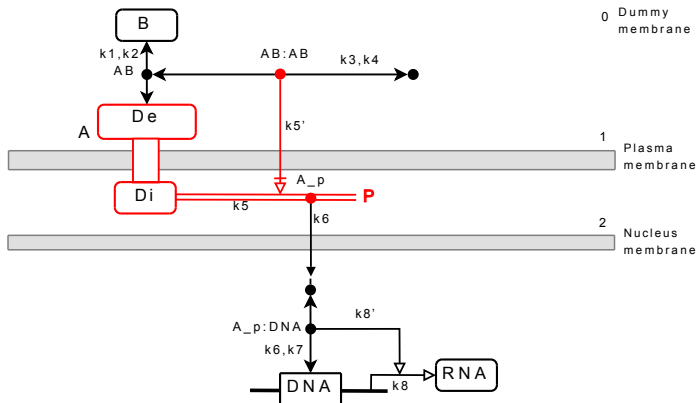 B
0 Dummy
membrane
k1,k2
AB
AB:AB
k3,k4
De
A
k5'
1
Plasma
membrane
Di
A_p
k5
P
k6
2
Nucleus
membrane
A_p:DNA
k8'
k6,k7
DNA
k8
RNA